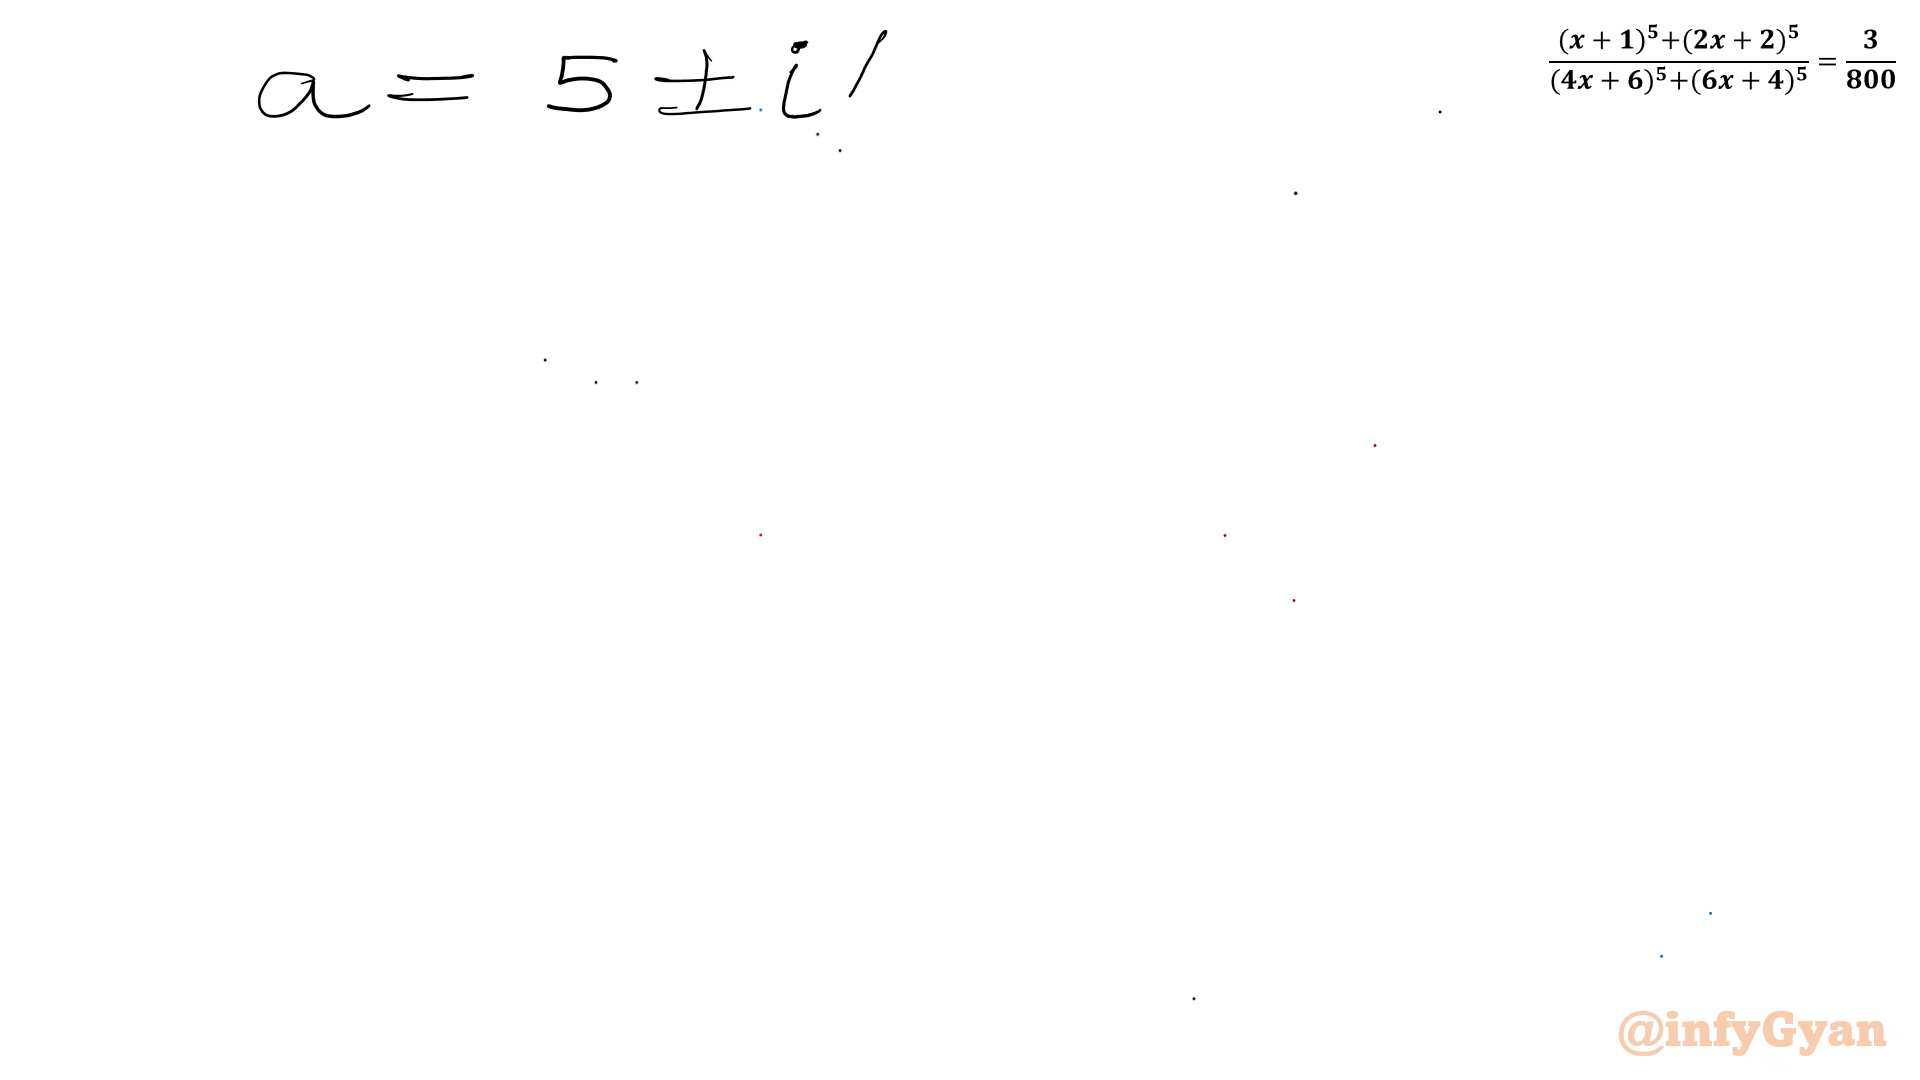 a = 5 ± i
(x + 1)⁵+(2x + 2)⁵ / (4x + 6)⁵+(6x + 4)⁵ = 3 / 800
@infyGyan